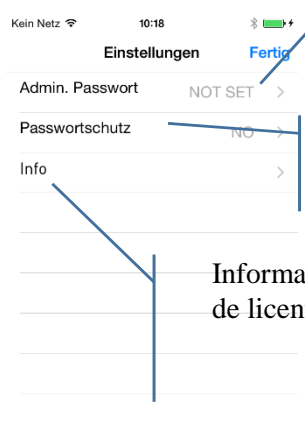 Kein Netz 10:18
Einstellungen Fertig
Admin. Passwort NOT SET
Passwortschutz NO
Info
Informa
de licen